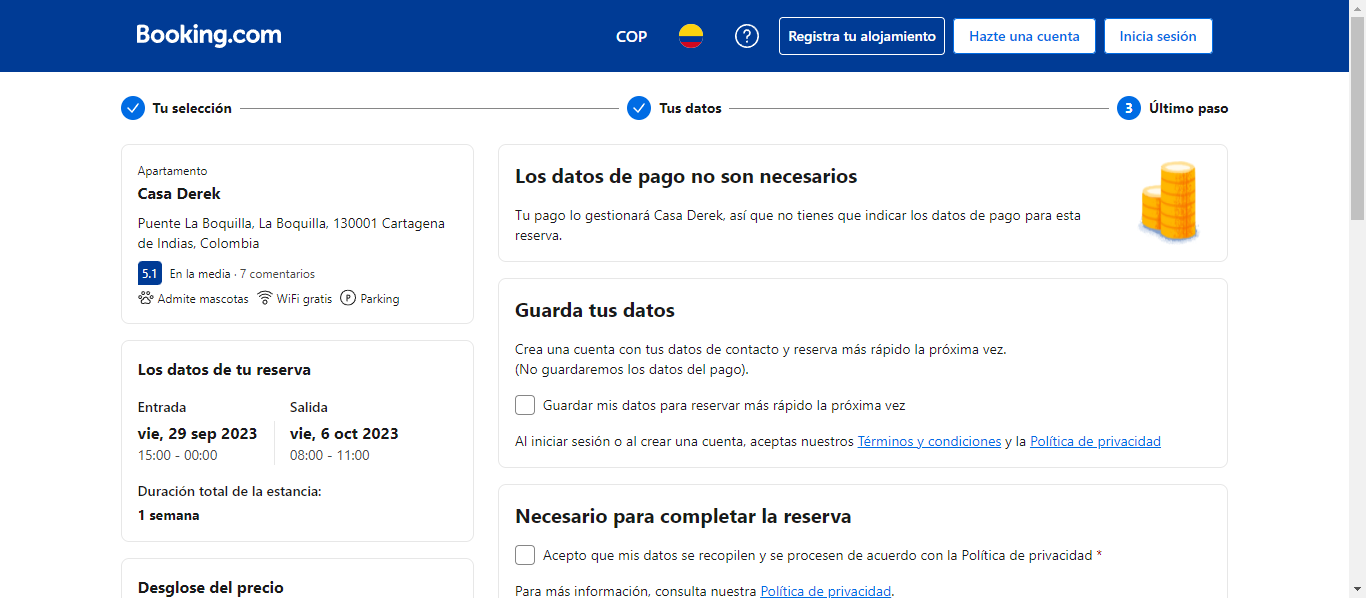 Booking.com
COP
?
Registra tu alojamiento
Hazte una cuenta
Inicia sesión
Tu selección
Tus datos
3 Último paso
Apartamento
Casa Derek
Puente La Boquilla, La Boquilla, 130001 Cartagena
de Indias, Colombia
5.1 En la media · 7 comentarios
Admite mascotas WiFi gratis P Parking
Los datos de tu reserva
Entrada
vie, 29 sep 2023
15:00 - 00:00
Salida
vie, 6 oct 2023
08:00 - 11:00
Duración total de la estancia:
1 semana
Desglose del precio
Los datos de pago no son necesarios
Tu pago lo gestionará Casa Derek, así que no tienes que indicar los datos de pago para esta
reserva.
Guarda tus datos
Crea una cuenta con tus datos de contacto y reserva más rápido la próxima vez.
(No guardaremos los datos del pago).
Guardar mis datos para reservar más rápido la próxima vez
Al iniciar sesión o al crear una cuenta, aceptas nuestros Términos y condiciones y la Política de privacidad
Necesario para completar la reserva
Acepto que mis datos se recopilen y se procesen de acuerdo con la Política de privacidad *
Para más información, consulta nuestra Política de privacidad.